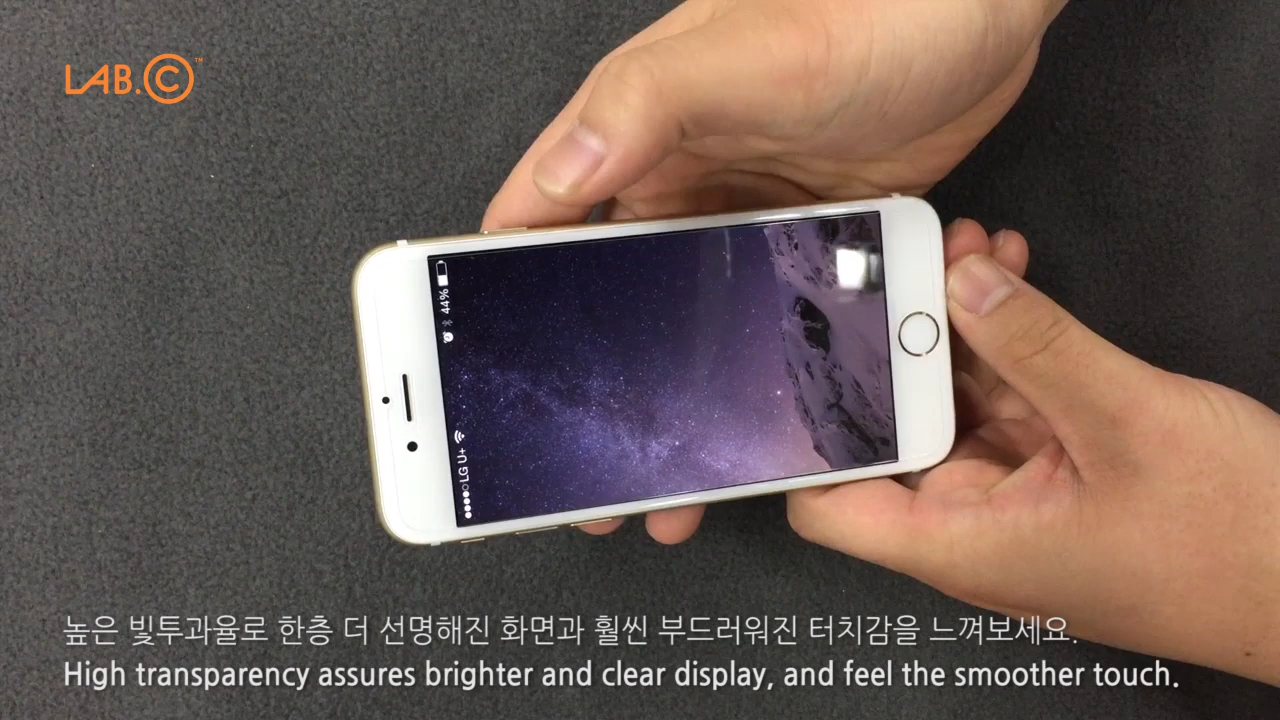 LAB.C™
44%
LG U+
높은 빛투과율로 한층 더 선명해진 화면과 훨씬 부드러워진 터치감을 느껴보세요.
High transparency assures brighter and clear display, and feel the smoother touch.